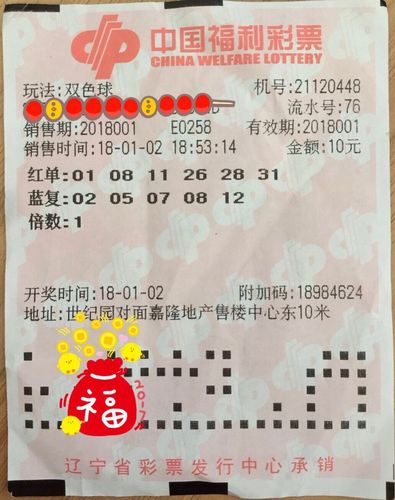 中国福利彩票
CHINA WELFARE LOTTERY
玩法:双色球 机号:21120448
流水号:76
销售期:2018001 E0258 有效期:2018001
销售时间:18-01-02 18:53:14 金额:10元
红单:01 08 11 26 28 31
蓝复:02 05 07 08 12
倍数:1
开奖时间:18-01-02 附加码:18984624
地址:世纪园对面嘉隆地产售楼中心东10米
福
2017
辽宁省彩票发行中心承销